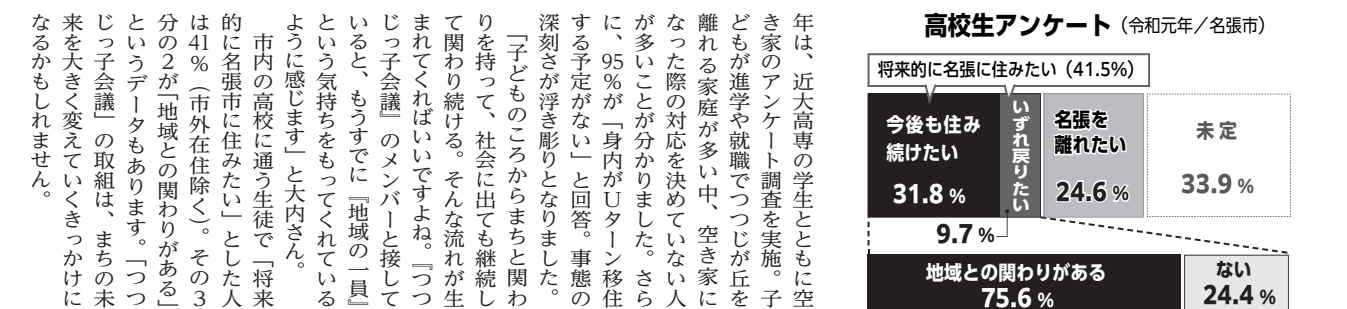 高校生アンケート（令和元年／名張市）
将来的に名張に住みたい（41.5%）
今後も住み
続けたい
31.8 %
いずれ戻りたい
9.7 %
名張を
離れたい
24.6 %
未定
33.9 %
地域との関わりがある
75.6 %
ない
24.4 %
年は、近大高専の学生とともに空
き家のアンケート調査を実施。子
どもが進学や就職でつつじが丘を
離れる家庭が多い中、空き家に
なった際の対応を決めていない人
が多いことが分かりました。さら
に、95%が「身内がUターン移住
する予定がない」と回答。事態の
深刻さが浮き彫りとなりました。
「子どものころからまちと関わ
りを持って、社会に出ても継続し
て関わり続ける。そんな流れが生
まれてくればいいですよね。『つつ
じっ子会議』のメンバーと接して
いると、もうすでに『地域の一員』
という気持ちをもってくれている
ように感じます」と大内さん。
市内の高校に通う生徒で「将来
的に名張市に住みたい」とした人
は41%（市外在住除く）。その3
分の2が「地域との関わりがある」
というデータもあります。「つつ
じっ子会議」の取組は、まちの未
来を大きく変えていくきっかけに
なるかもしれません。